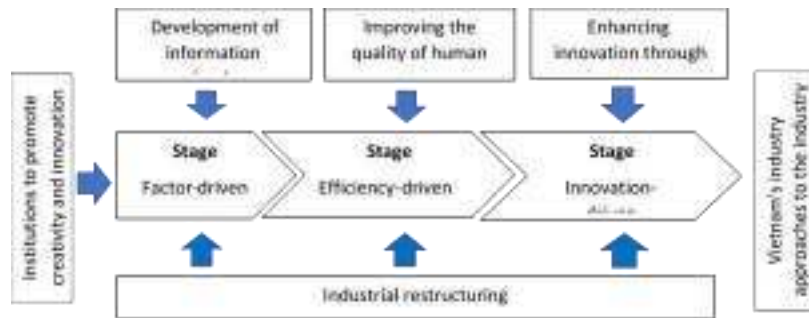 Development of
information
Improving the
quality of human
Enhancing
innovation through
Institutions to promote
creativity and innovation
Stage
Factor-driven
Stage
Efficiency-driven
Stage
Innovation-
Vietnam's industry
approaches to the industry
Industrial restructuring